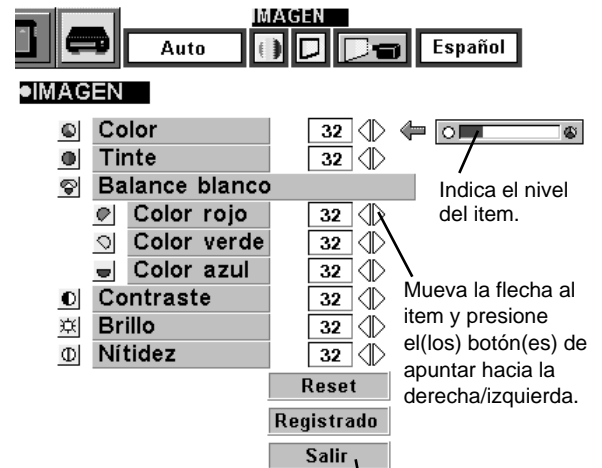 IMAGEN
Auto
Español
IMAGEN
Color 32
Tinte 32
Balance blanco
Color rojo 32
Color verde 32
Color azul 32
Contraste 32
Brillo 32
Nítidez 32
Reset
Registrado
Salir
Indica el nivel
del item.
Mueva la flecha al
item y presione
el(los) botón(es) de
apuntar hacia la
derecha/izquierda.